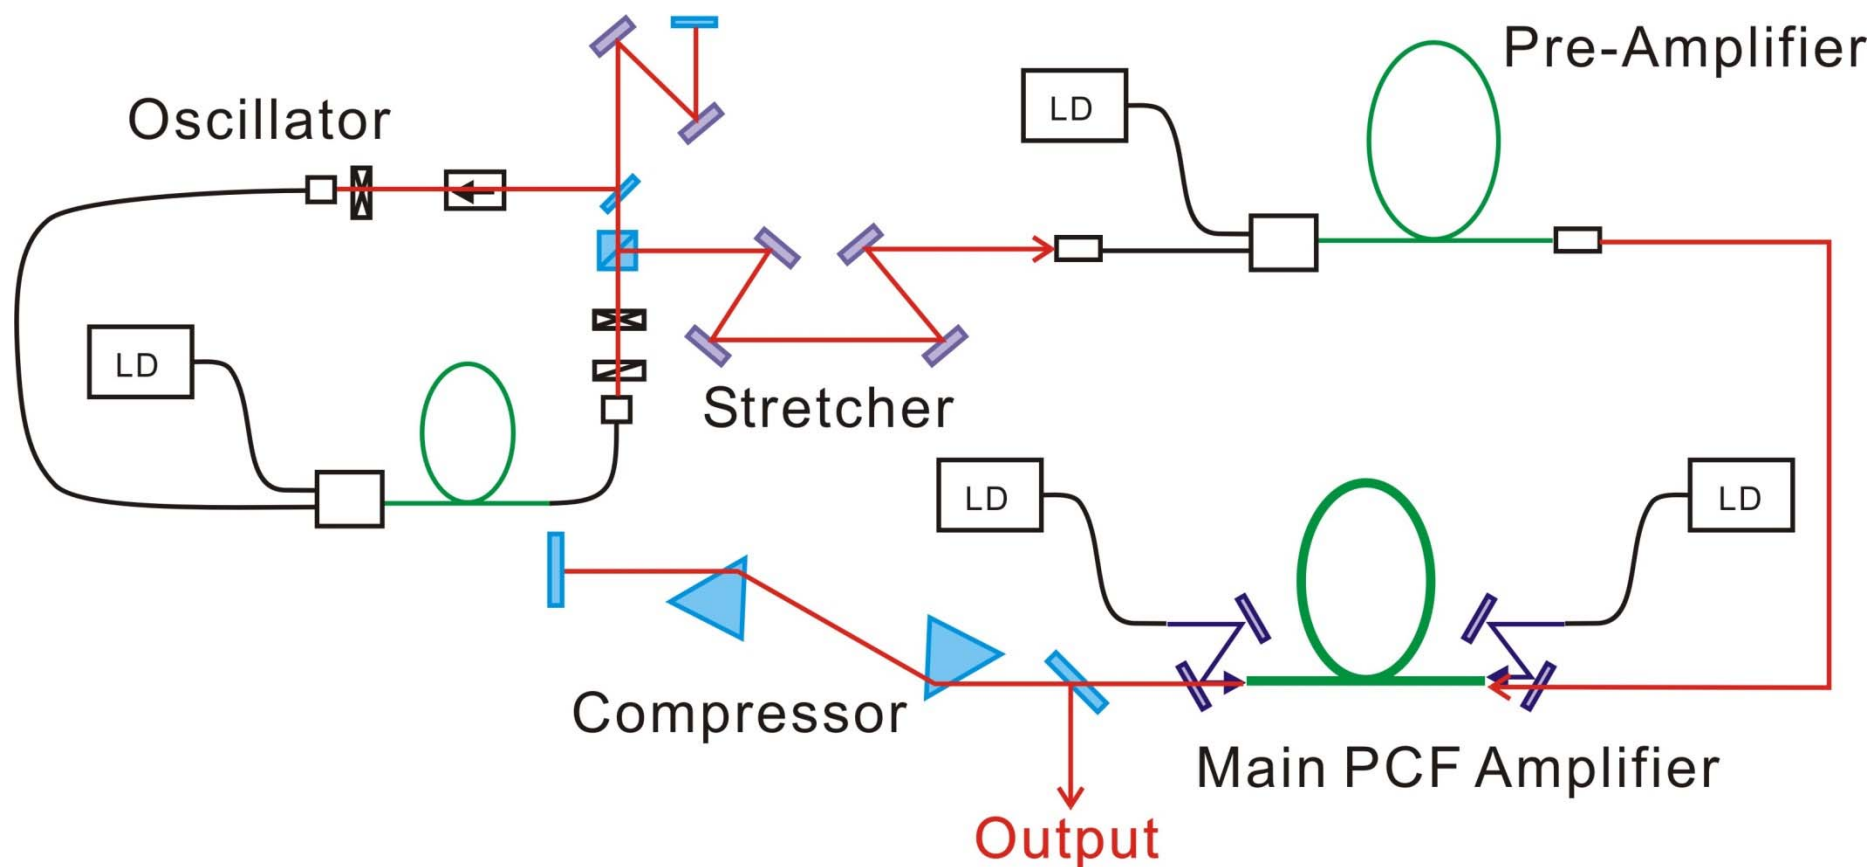 Pre-Amplifier
LD
Oscillator
LD
Stretcher
LD
LD
Compressor
Main PCF Amplifier
Output